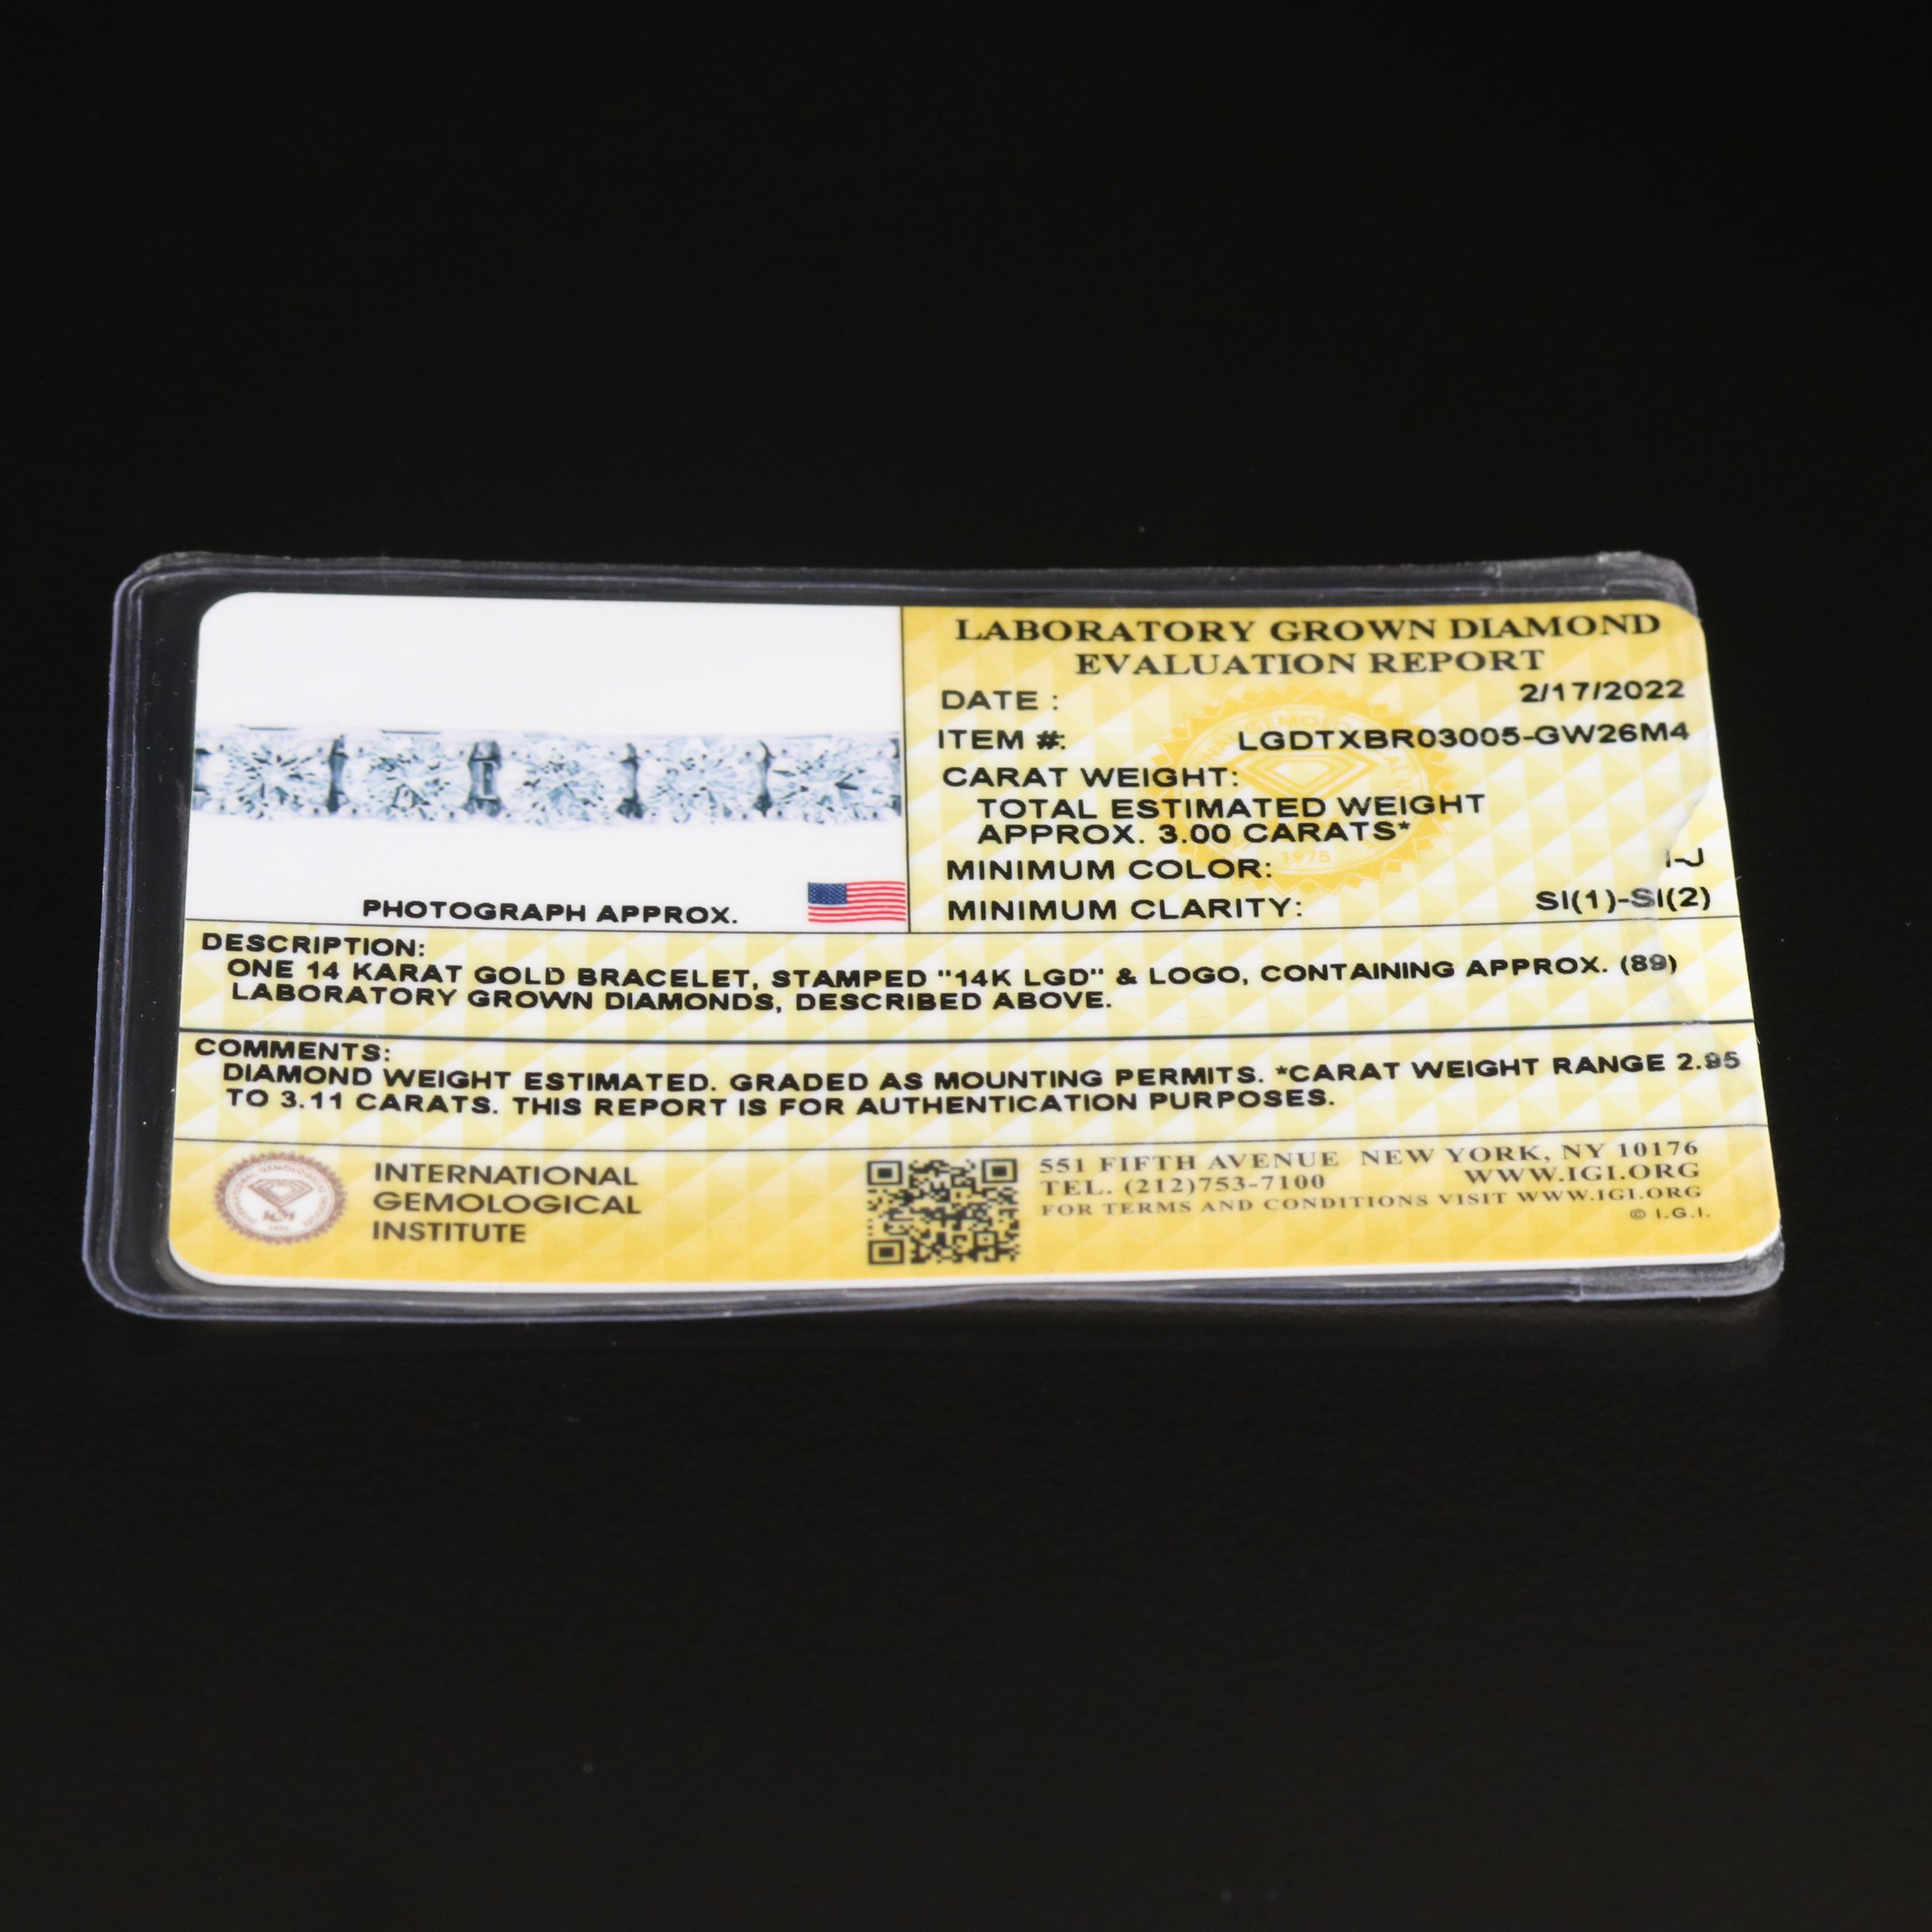 LABORATORY GROWN DIAMOND
EVALUATION REPORT
DATE : 2/17/2022
ITEM #: LGDTXBR03005-GW26M4
CARAT WEIGHT:
TOTAL ESTIMATED WEIGHT
APPROX. 3.00 CARATS*
MINIMUM COLOR: I-J
MINIMUM CLARITY: SI(1)-SI(2)
1975
PHOTOGRAPH APPROX.
DESCRIPTION:
ONE 14 KARAT GOLD BRACELET, STAMPED "14K LGD" & LOGO, CONTAINING APPROX. (89)
LABORATORY GROWN DIAMONDS, DESCRIBED ABOVE.
COMMENTS:
DIAMOND WEIGHT ESTIMATED. GRADED AS MOUNTING PERMITS. *CARAT WEIGHT RANGE 2.95
TO 3.11 CARATS. THIS REPORT IS FOR AUTHENTICATION PURPOSES.
INTERNATIONAL
GEMOLOGICAL
INSTITUTE
551 FIFTH AVENUE NEW YORK, NY 10176
TEL. (212)753-7100 WWW.IGI.ORG
FOR TERMS AND CONDITIONS VISIT WWW.IGI.ORG
© I.G.I.